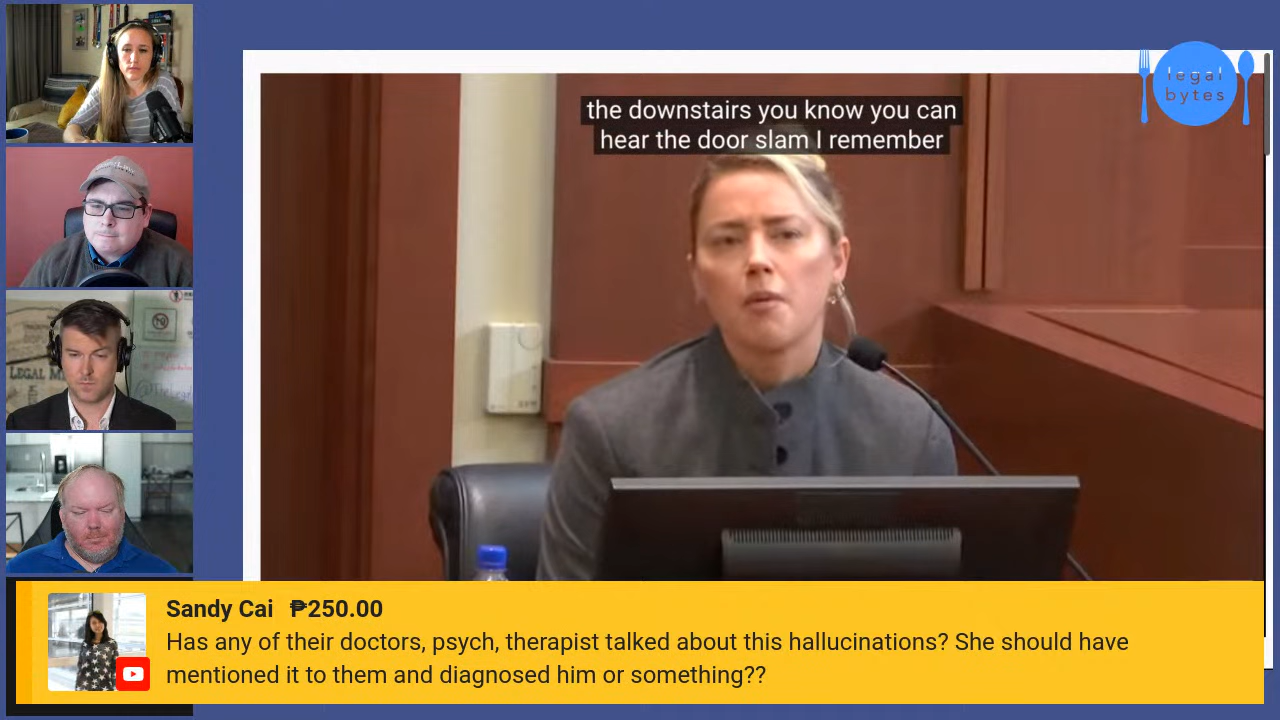 the downstairs you know you can
hear the door slam I remember
legal
bytes
LEGAL M
Sandy Cai ₱250.00
Has any of their doctors, psych, therapist talked about this hallucinations? She should have
mentioned it to them and diagnosed him or something??